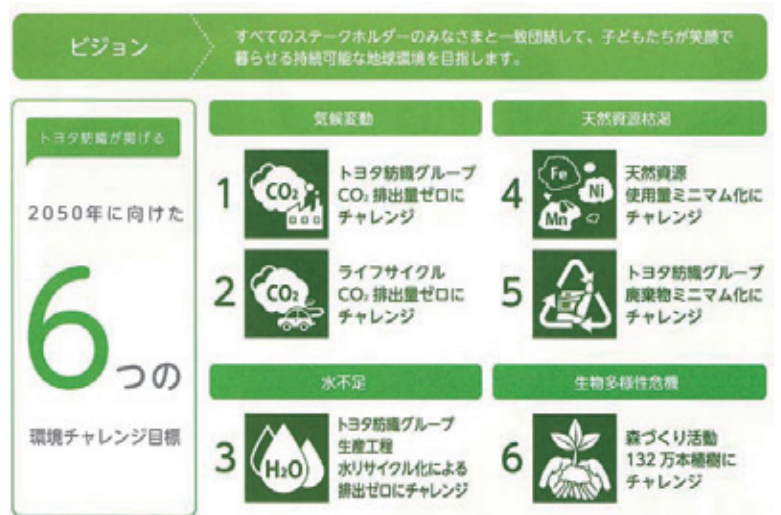 ビジョン
すべてのステークホルダーのみなさまと一致団結して、子どもたちが笑顔で
暮らせる持続可能な地球環境を目指します。
トヨタ紡織が掲げる
2050年に向けた
6つの
環境チャレンジ目標
気候変動
1
CO₂
トヨタ紡織グループ
CO₂ 排出量ゼロに
チャレンジ
2
CO₂
ライフサイクル
CO₂ 排出量ゼロに
チャレンジ
水不足
3
H₂O
トヨタ紡織グループ
生産工程
水リサイクル化による
排出ゼロにチャレンジ
天然資源枯渇
4
Fe
Ni
Mn
天然資源
使用量ミニマム化に
チャレンジ
5
トヨタ紡織グループ
廃棄物ミニマム化に
チャレンジ
生物多様性危機
6
森づくり活動
132 万本植樹に
チャレンジ